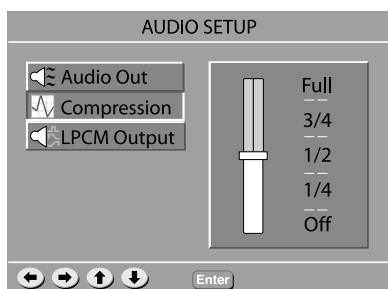 AUDIO SETUP
Audio Out
Compression
LPCM Output
Full
3/4
1/2
1/4
Off
Enter